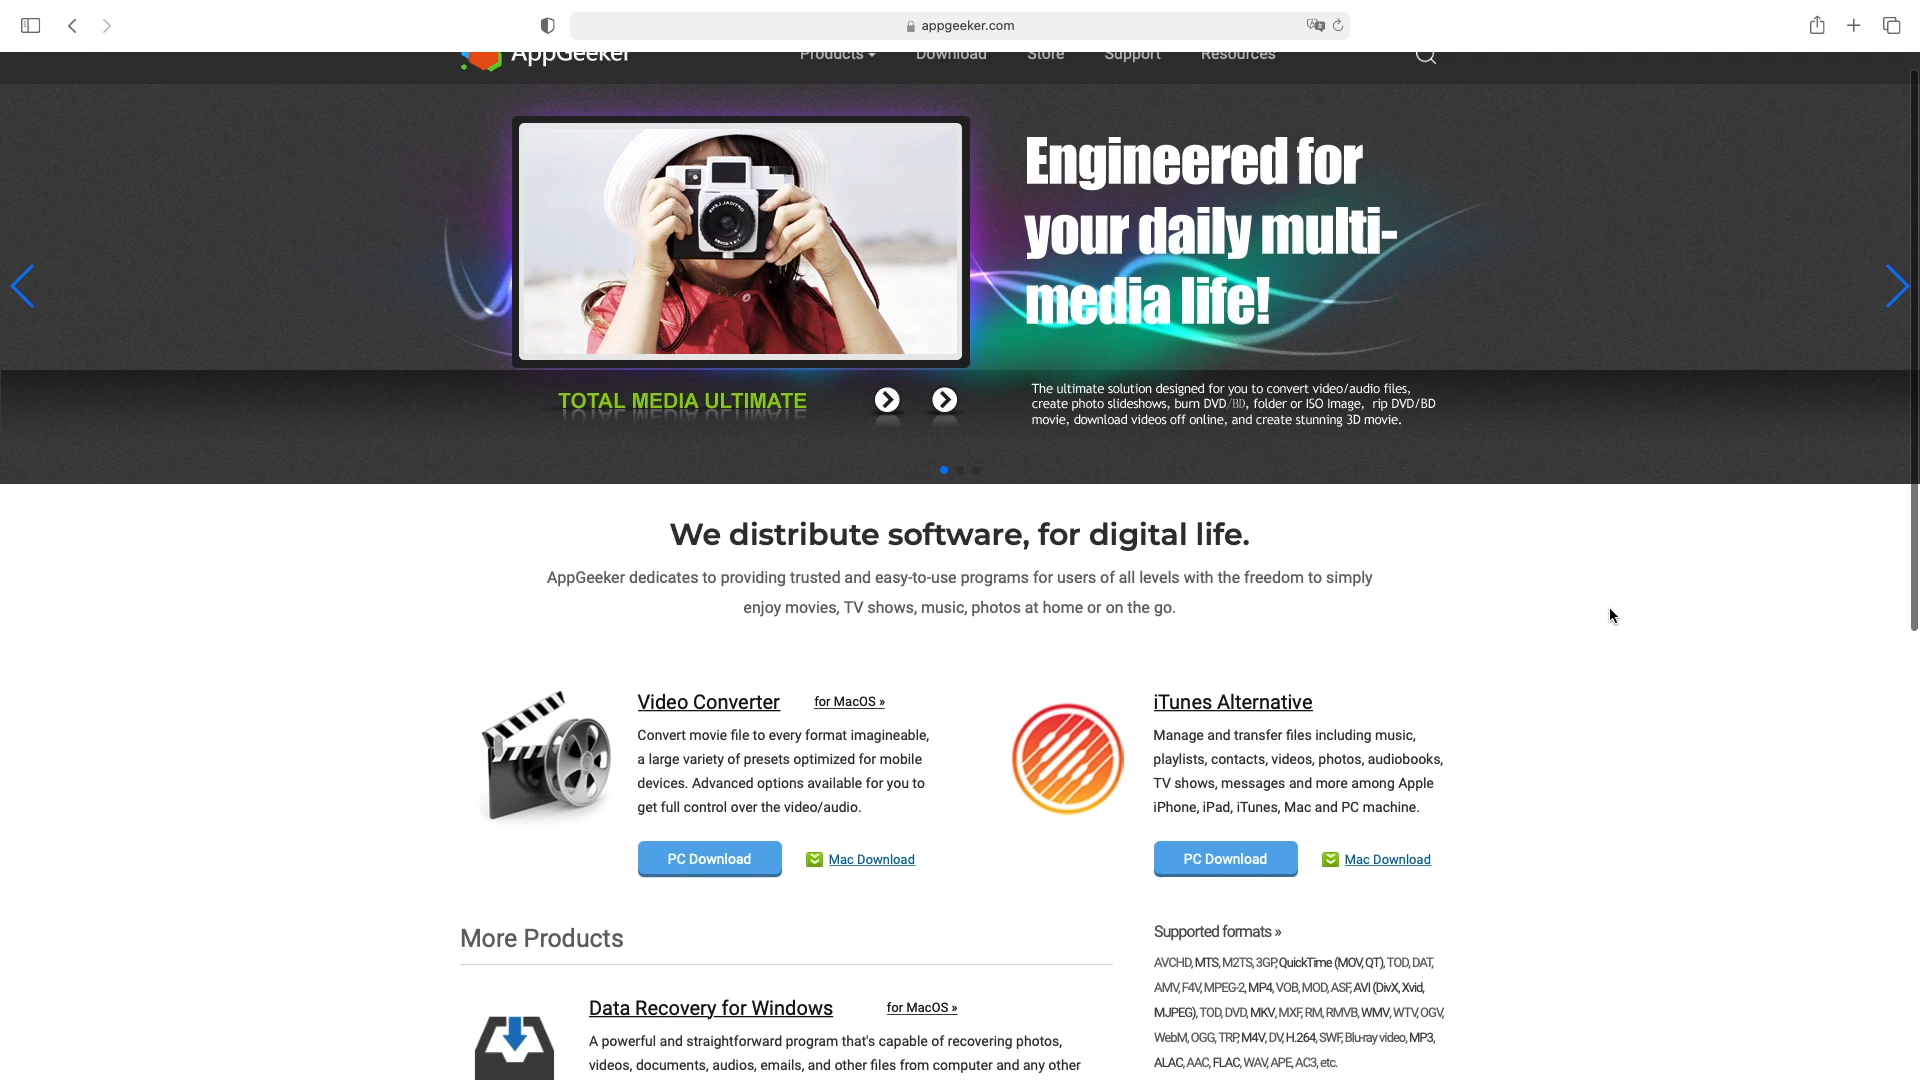 appgeeker.com
AppGeeker
Products
Download
Store
Support
Resources
Engineered for
your daily multi-
media life!
TOTAL MEDIA ULTIMATE
The ultimate solution designed for you to convert video/audio files,
create photo slideshows, burn DVD/BD, folder or ISO Image, rip DVD/BD
movie, download videos off online, and create stunning 3D movie.
We distribute software, for digital life.
AppGeeker dedicates to providing trusted and easy-to-use programs for users of all levels with the freedom to simply
enjoy movies, TV shows, music, photos at home or on the go.
Video Converter for MacOS »
Convert movie file to every format imagineable,
a large variety of presets optimized for mobile
devices. Advanced options available for you to
get full control over the video/audio.
PC Download Mac Download
iTunes Alternative
Manage and transfer files including music,
playlists, contacts, videos, photos, audiobooks,
TV shows, messages and more among Apple
iPhone, iPad, iTunes, Mac and PC machine.
PC Download Mac Download
More Products
Data Recovery for Windows for MacOS »
A powerful and straightforward program that's capable of recovering photos,
videos, documents, audios, emails, and other files from computer and any other
Supported formats »
AVCHD, MTS, M2TS, 3GP, QuickTime (MOV, QT), TOD, DAT,
AMV, F4V, MPEG-2, MP4, VOB, MOD, ASF, AVI (DivX, Xvid,
MJPEG), TOD, DVD, MKV, MXF, RM, RMVB, WMV, WTV, OGV,
WebM, OGG, TRP, M4V, DV, H.264, SWF, Blu-ray video, MP3,
ALAC, AAC, FLAC, WAV, APE, AC3, etc.